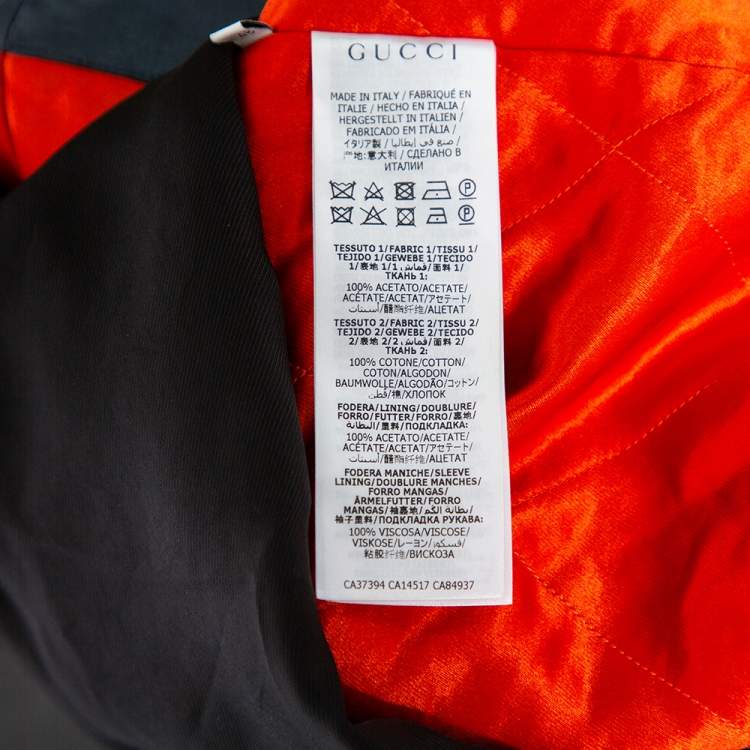 GUCCI
MADE IN ITALY / FABRIQUÉ EN
ITALIE / HECHO EN ITALIA/
HERGESTELLT IN ITALIEN /
FABRICADO EM ITÁLIA/
イタリア製 / صنع في إيطاليا /
产地:意大利 / СДЕЛАНО В
ИТАЛИИ
P
P
TESSUTO 1/FABRIC 1/TISSU 1/
TEJIDO 1/GEWEBE 1/TECIDO
1/表地 1/قماش 1/面料 1/
ТКАНЬ 1:
100% ACETATO/ACETATE/
ACÉTATE/ACETAT/アセテート/
أسيتات/醋酯纤维/АЦЕТАТ
TESSUTO 2/FABRIC 2/TISSU 2/
TEJIDO 2/GEWEBE 2/TECIDO
2/表地 2/قماش 2/面料 2/
ТКАНЬ 2:
100% COTONE/COTTON/
COTON/ALGODON/
BAUMWOLLE/ALGODÃO/コットン/
قطن/棉/ХЛОПОК
FODERA/LINING/DOUBLURE/
FORRO/FUTTER/FORRO/裏地/
البطانة/里料/ПОДКЛАДКА:
100% ACETATO/ACETATE/
ACÉTATE/ACETAT/アセテート/
أسيتات/醋酯纤维/АЦЕТАТ
FODERA MANICHE/SLEEVE
LINING/DOUBLURE MANCHES/
FORRO MANGAS/
ÄRMELFUTTER/FORRO
MANGAS/袖裏地/بطانة الكم/
袖子里料/ПОДКЛАДКА РУКАВА:
100% VISCOSA/VISCOSE/
VISKOSE/レーヨン/فسكوز/
粘胶纤维/ВИСКОЗА
CA37394 CA14517 CA84937